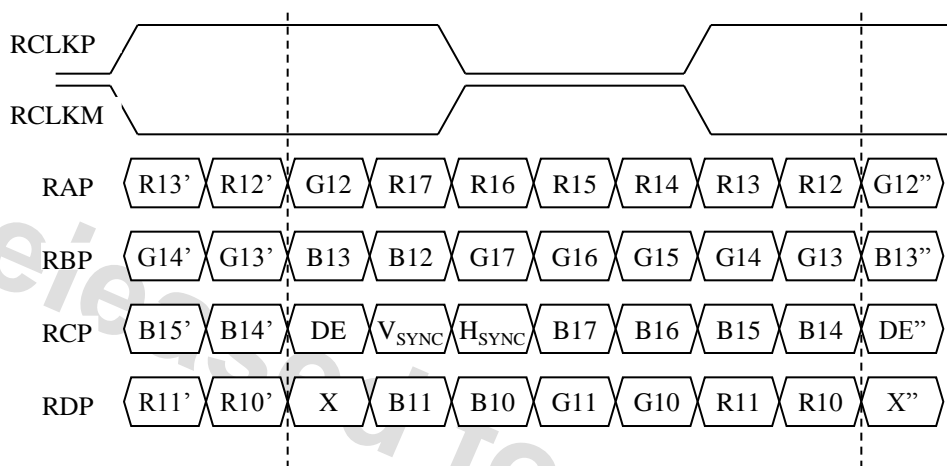 RCLKP
RCLKM
RAP R13’ R12’ G12 R17 R16 R15 R14 R13 R12 G12”
RBP G14’ G13’ B13 B12 G17 G16 G15 G14 G13 B13”
RCP B15’ B14’ DE VSYNC HSYNC B17 B16 B15 B14 DE”
RDP R11’ R10’ X B11 B10 G11 G10 R11 R10 X”